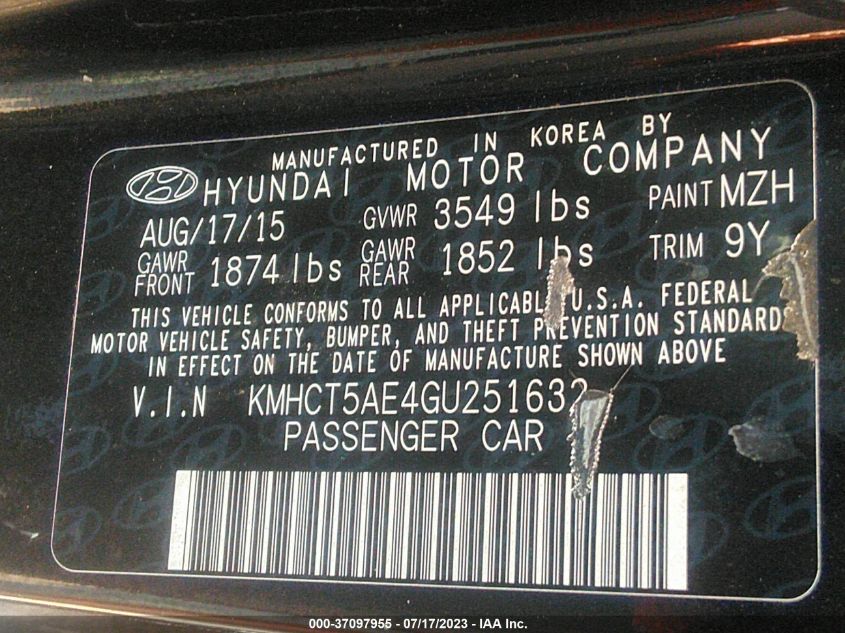 MANUFACTURED IN KOREA BY
HYUNDAI MOTOR COMPANY
AUG/17/15 GVWR 3549 lbs PAINT MZH
GAWR FRONT 1874 lbs GAWR REAR 1852 lbs TRIM 9Y
THIS VEHICLE CONFORMS TO ALL APPLICABLE U.S.A. FEDERAL
MOTOR VEHICLE SAFETY, BUMPER, AND THEFT PREVENTION STANDARDS
IN EFFECT ON THE DATE OF MANUFACTURE SHOWN ABOVE
V.I.N KMHCT5AE4GU251632
PASSENGER CAR
000-37097955 - 07/17/2023 - IAA Inc.